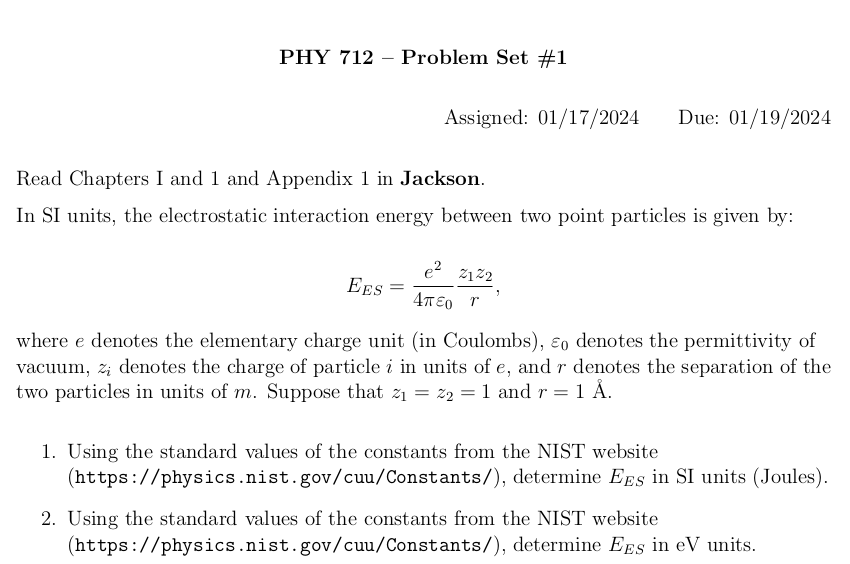 PHY 712 – Problem Set #1
Assigned: 01/17/2024 Due: 01/19/2024
Read Chapters I and 1 and Appendix 1 in Jackson.
In SI units, the electrostatic interaction energy between two point particles is given by:
E_{ES} = \frac{e^2}{4\pi\varepsilon_0} \frac{z_1 z_2}{r},
where e denotes the elementary charge unit (in Coulombs), ε₀ denotes the permittivity of
vacuum, zᵢ denotes the charge of particle i in units of e, and r denotes the separation of the
two particles in units of m. Suppose that z₁ = z₂ = 1 and r = 1 Å.
1. Using the standard values of the constants from the NIST website
(https://physics.nist.gov/cuu/Constants/), determine E_{ES} in SI units (Joules).
2. Using the standard values of the constants from the NIST website
(https://physics.nist.gov/cuu/Constants/), determine E_{ES} in eV units.